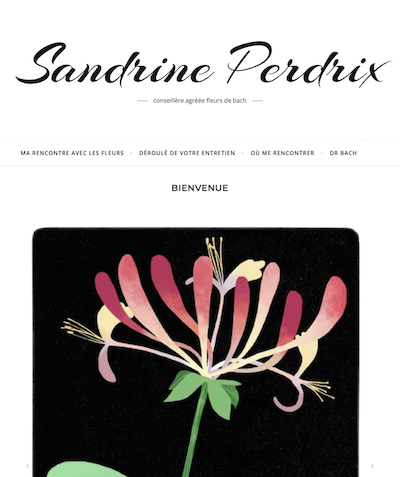 Sandrine Perdrix
conseillère agréée fleurs de bach
MA RENCONTRE AVEC LES FLEURS - DÉROULÉ DE VOTRE ENTRETIEN - OÙ ME RENCONTRER - DR BACH
BIENVENUE